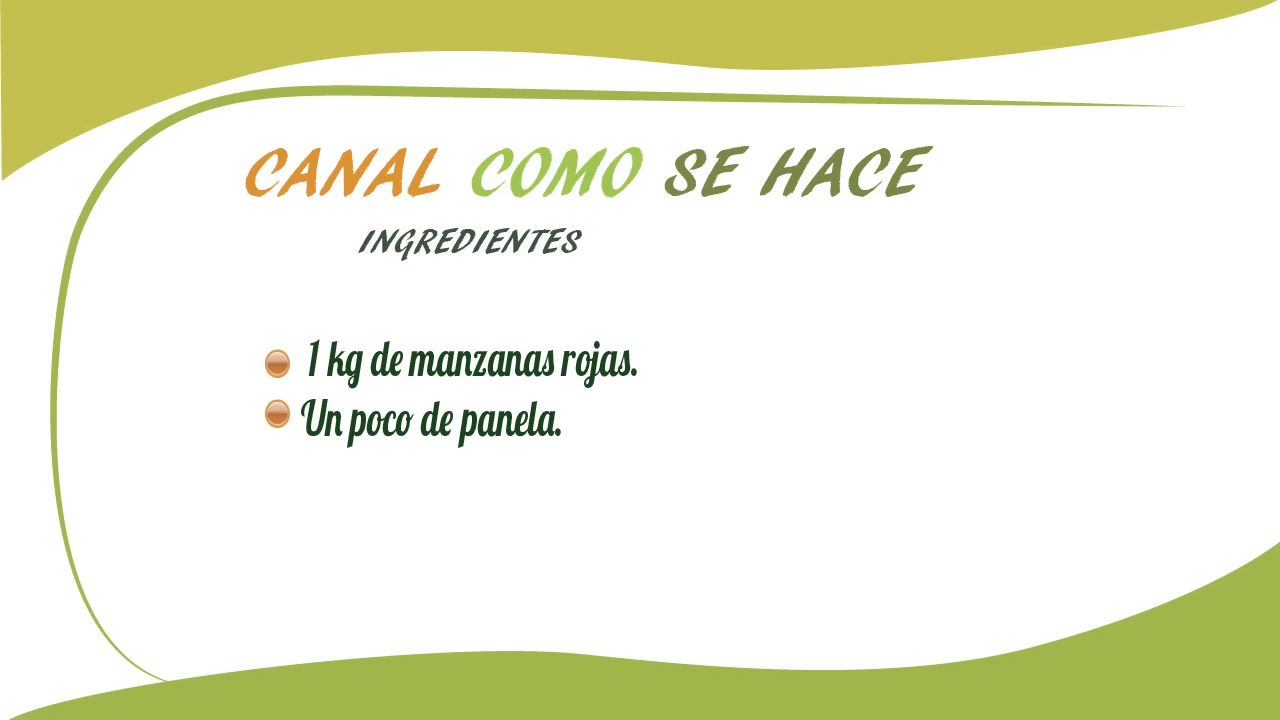 CANAL COMO SE HACE
INGREDIENTES
1 kg de manzanas rojas.
Un poco de panela.